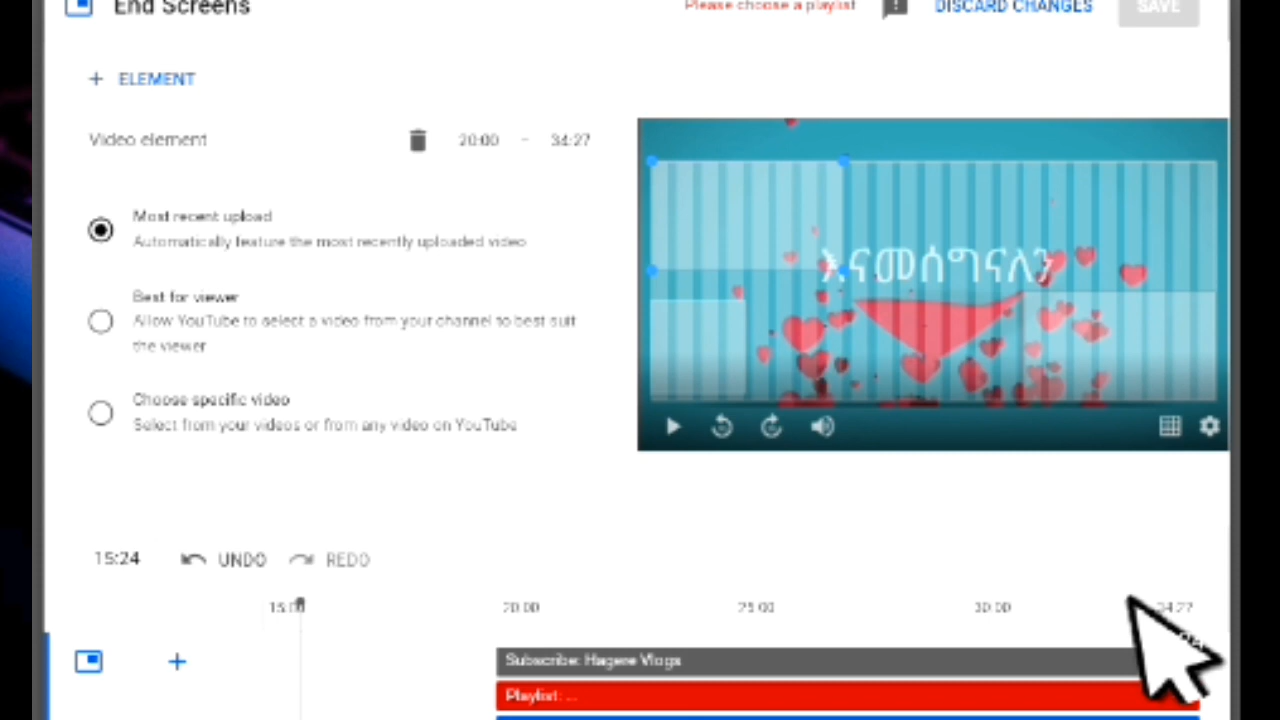 End Screens
Please choose a playlist
DISCARD CHANGES
SAVE
+ ELEMENT
Video element
20:00 – 34:27
Most recent upload
Automatically feature the most recently uploaded video
Best for viewer
Allow YouTube to select a video from your channel to best suit
the viewer
Choose specific video
Select from your videos or from any video on YouTube
እናመሰግናለን
15:24
UNDO
REDO
20:00
25:00
30:00
34:27
Subscribe: Hagere Vlogs
Playlist: ...